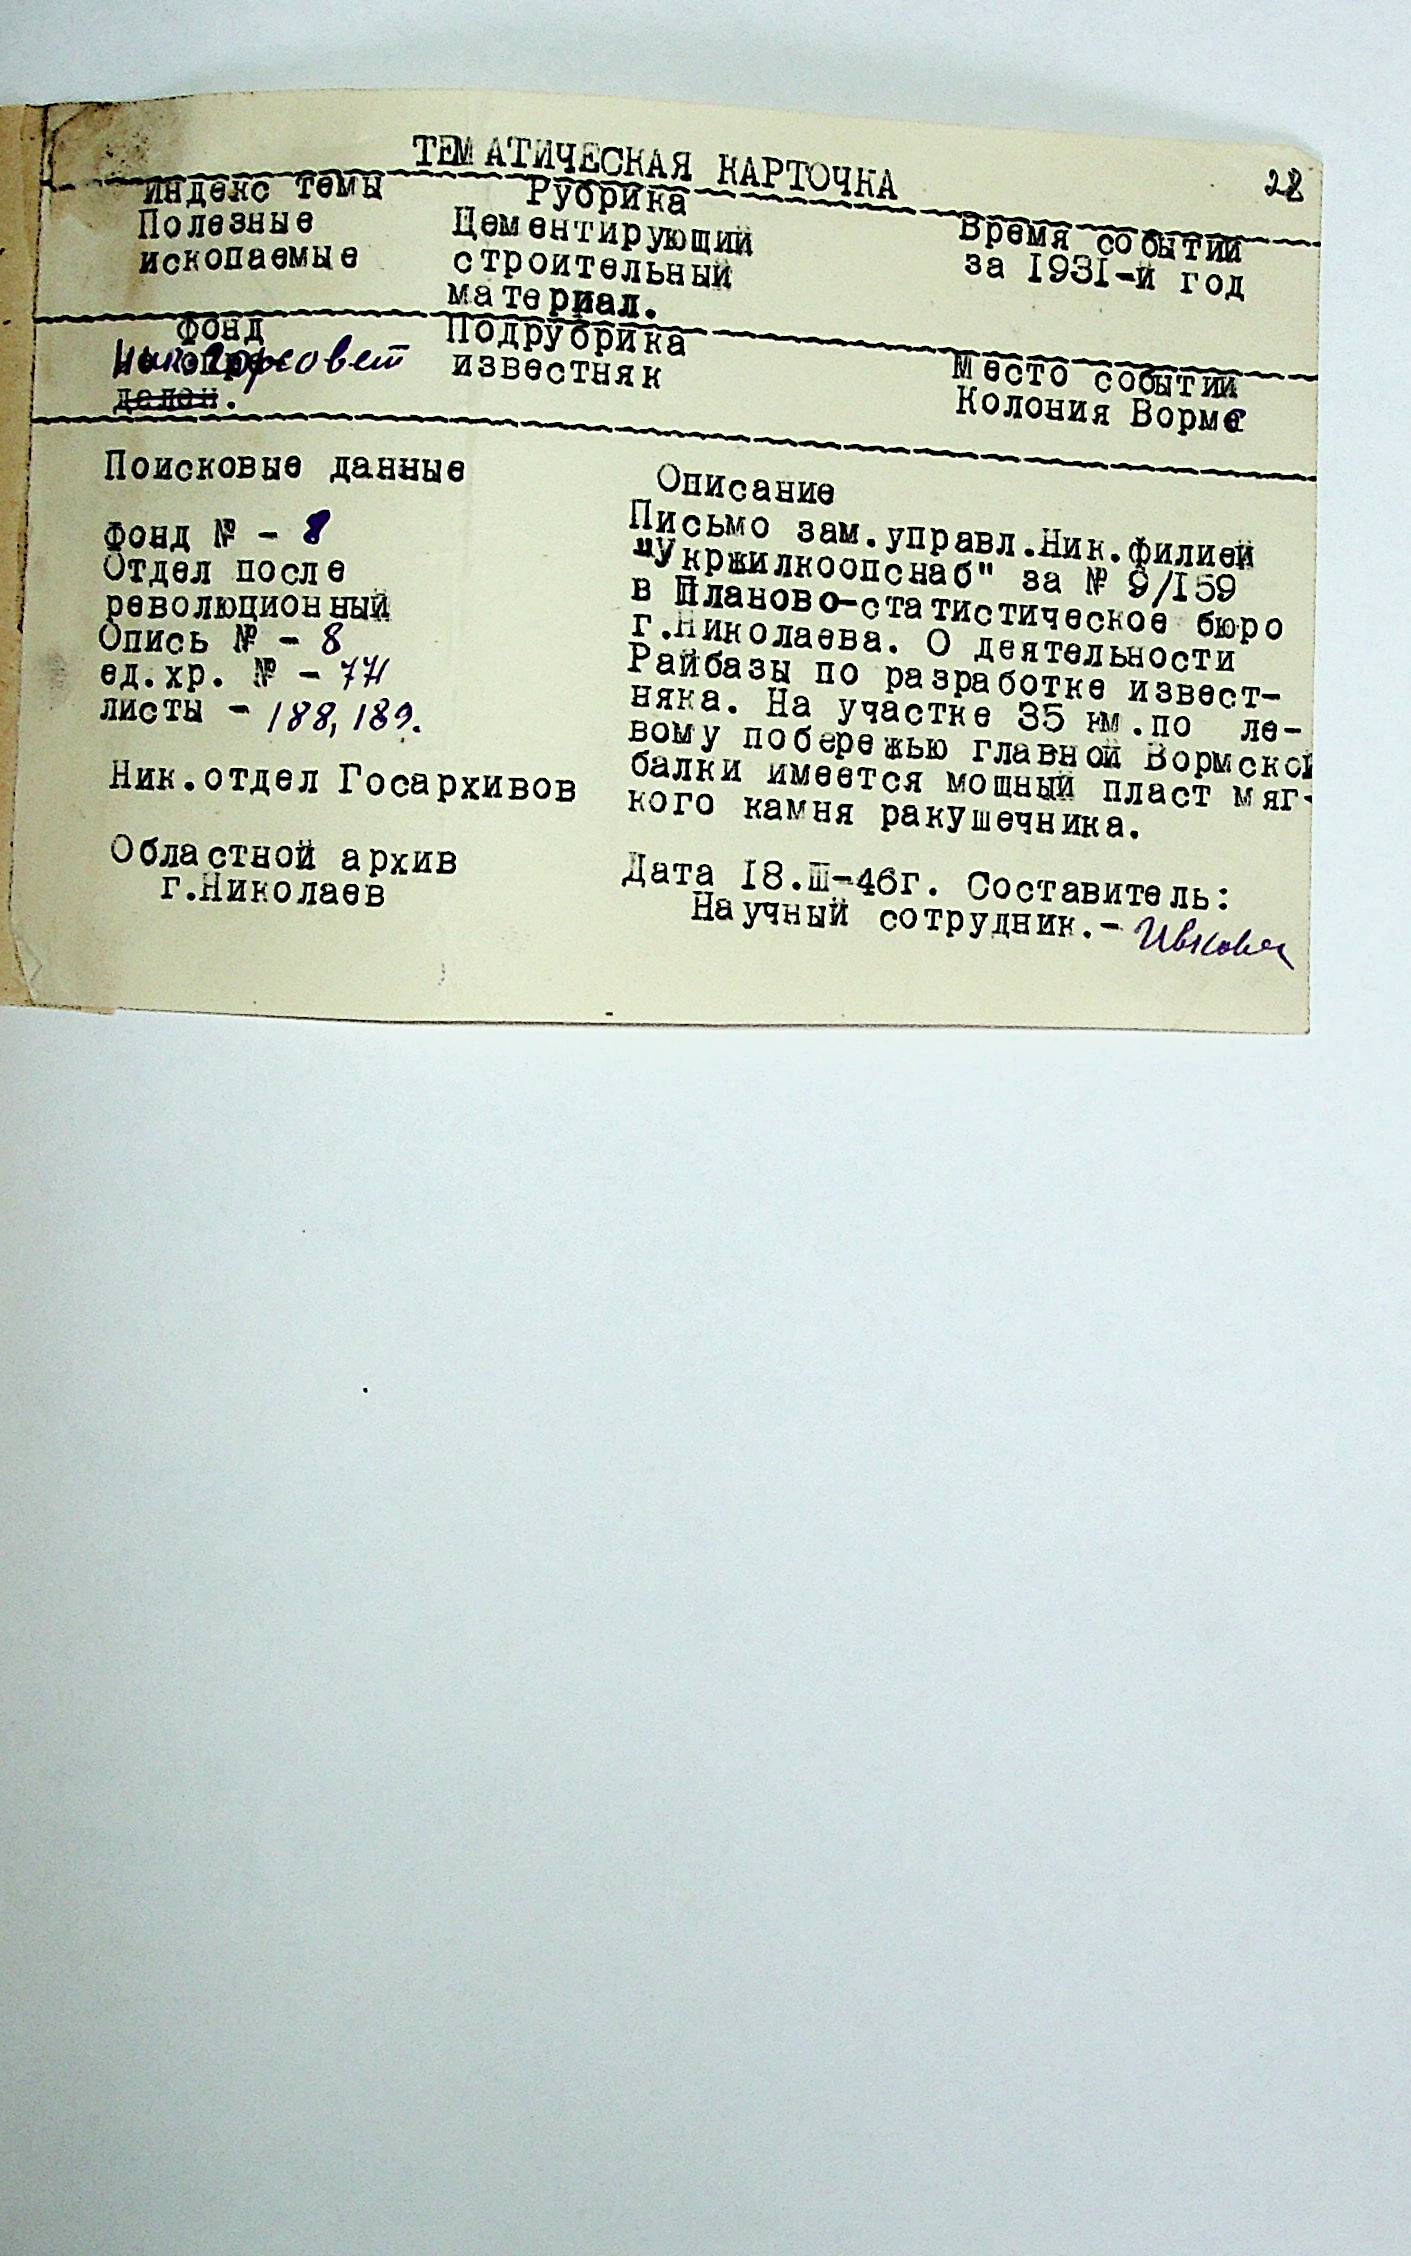 28
ТЕМАТИЧЕСКАЯ КАРТОЧКА
индекс темы
Полезные
ископаемые
Рубрика
Цементирующий
строительный
материал.
Время событий
за 1931-й год
Фонд
Никгорсовет
делен.
Подрубрика
известняк
Место событий
Колония Ворме
Поисковые данные
Фонд № - 8
Отдел после
революционный
Опись № - 8
ед.хр. № - 771
листы - 188, 189.
Ник.отдел Госархивов
Областной архив
г.Николаев
Описание
Письмо зам.управл.Ник.филией
"Укржилкоопснаб" за № 9/159
в Планово-статистическое бюро
г.Николаева. О деятельности
Райбазы по разработке извест-
няка. На участке 35 км.по ле-
вому побережью главной Вормской
балки имеется мощный пласт мяг-
кого камня ракушечника.
Дата 18.III-46г. Составитель:
Научный сотрудник.-